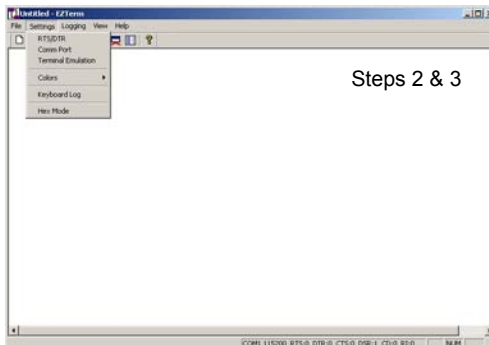 Untitled - EZTerm
File Settings Logging View Help
RTS/DTR
Comm Port
Terminal Emulation
Colors
Keyboard Log
Hex Mode
Steps 2 & 3
COM1 115200 RTS:0 DTR:0 CTS:0 DSR:1 CD:0 RI:0 NUM